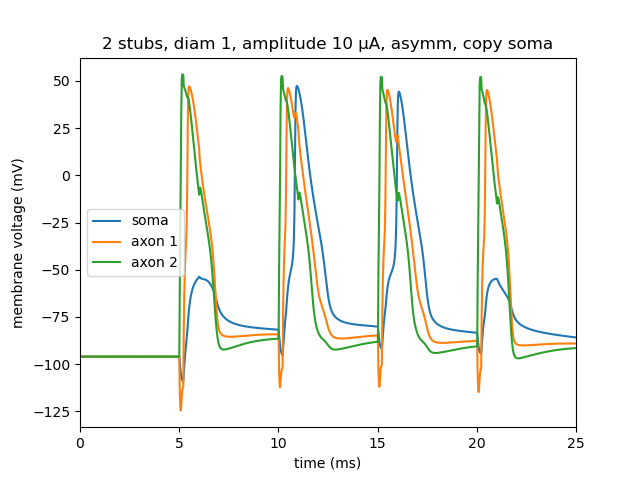 2 stubs, diam 1, amplitude 10 µA, asymm, copy soma
membrane voltage (mV)
50
25
0
−25
−50
−75
−100
−125
soma
axon 1
axon 2
0 5 10 15 20 25
time (ms)